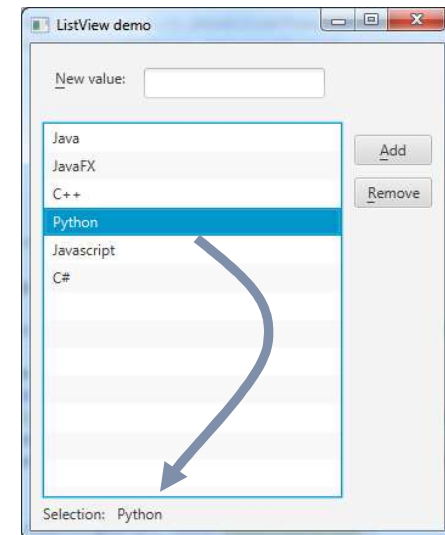 ListView demo
New value:
Java
JavaFX
C++
Python
Javascript
C#
Add
Remove
Selection: Python